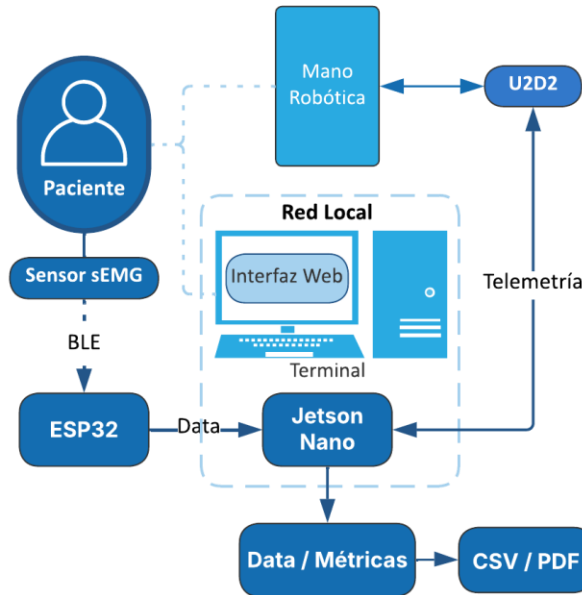 Mano
Robótica
U2D2
Paciente
Red Local
Sensor sEMG
Interfaz Web
Telemetría
BLE
Terminal
ESP32
Data
Jetson
Nano
Data / Métricas
CSV / PDF